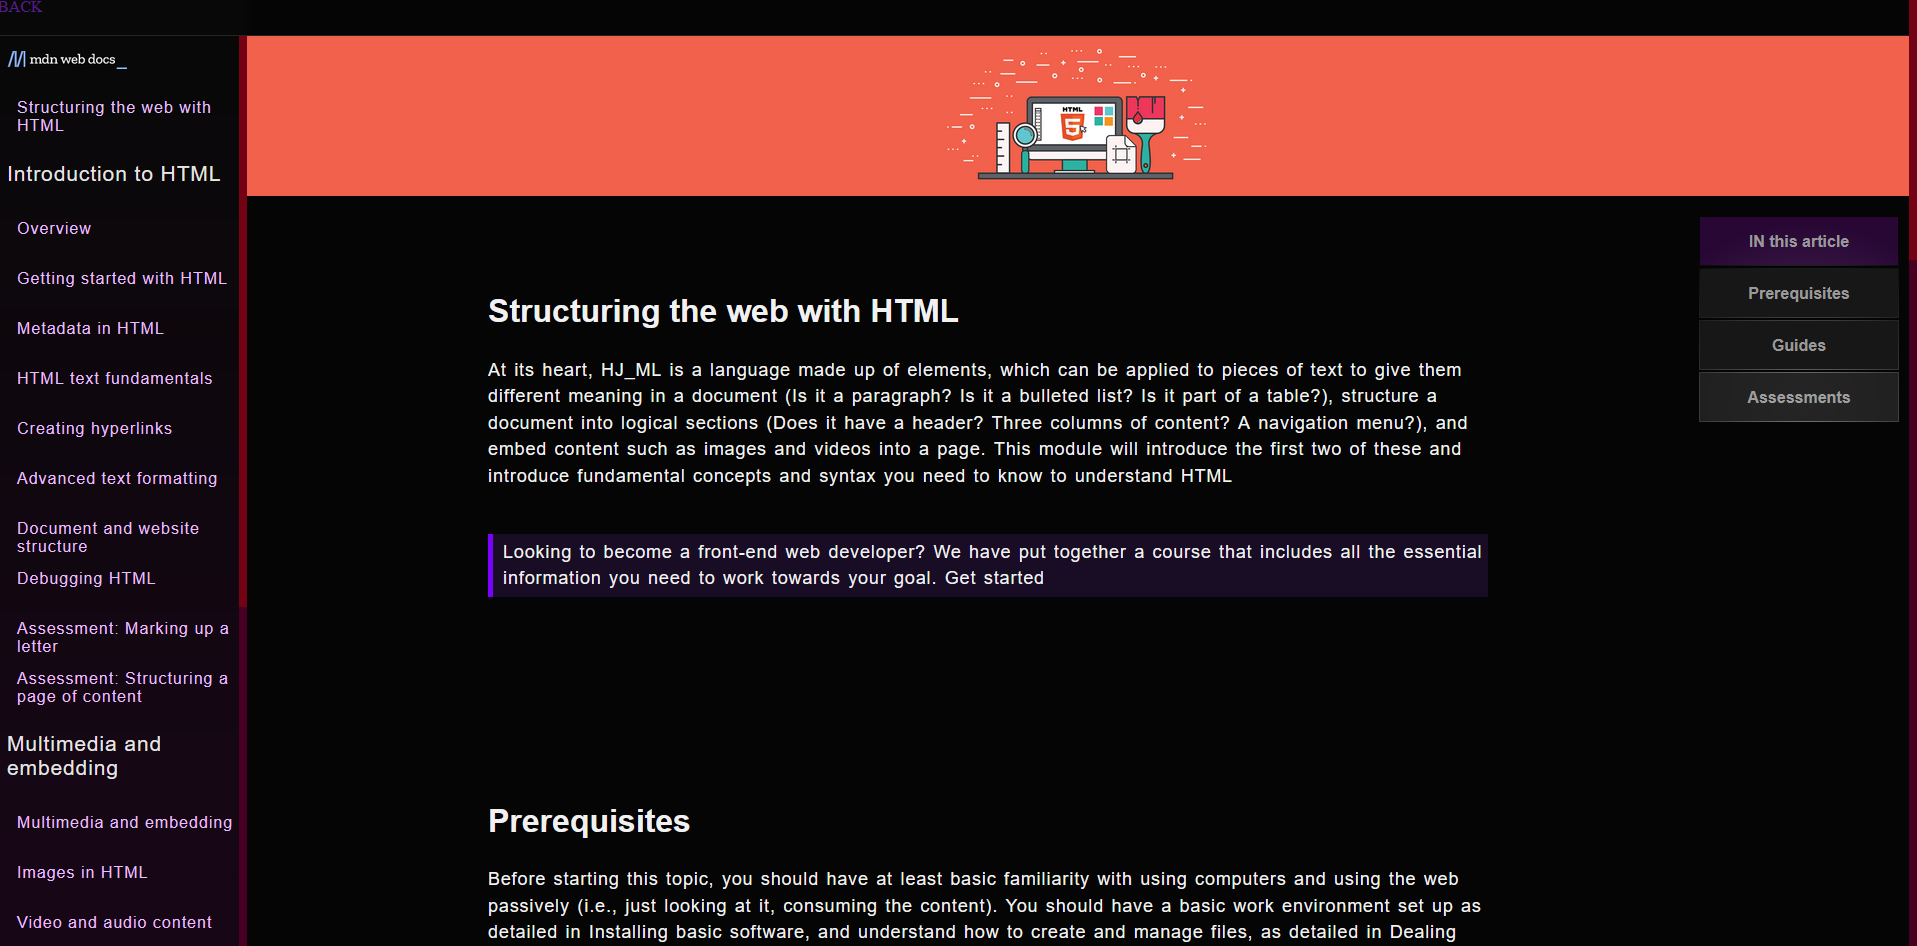 BACK
mdn web docs_
Structuring the web with
HTML
Introduction to HTML
Overview
Getting started with HTML
Metadata in HTML
HTML text fundamentals
Creating hyperlinks
Advanced text formatting
Document and website
structure
Debugging HTML
Assessment: Marking up a
letter
Assessment: Structuring a
page of content
Multimedia and
embedding
Multimedia and embedding
Images in HTML
Video and audio content
HTML
5
Structuring the web with HTML
At its heart, HJ_ML is a language made up of elements, which can be applied to pieces of text to give them
different meaning in a document (Is it a paragraph? Is it a bulleted list? Is it part of a table?), structure a
document into logical sections (Does it have a header? Three columns of content? A navigation menu?), and
embed content such as images and videos into a page. This module will introduce the first two of these and
introduce fundamental concepts and syntax you need to know to understand HTML
Looking to become a front-end web developer? We have put together a course that includes all the essential
information you need to work towards your goal. Get started
Prerequisites
Before starting this topic, you should have at least basic familiarity with using computers and using the web
passively (i.e., just looking at it, consuming the content). You should have a basic work environment set up as
detailed in Installing basic software, and understand how to create and manage files, as detailed in Dealing
IN this article
Prerequisites
Guides
Assessments